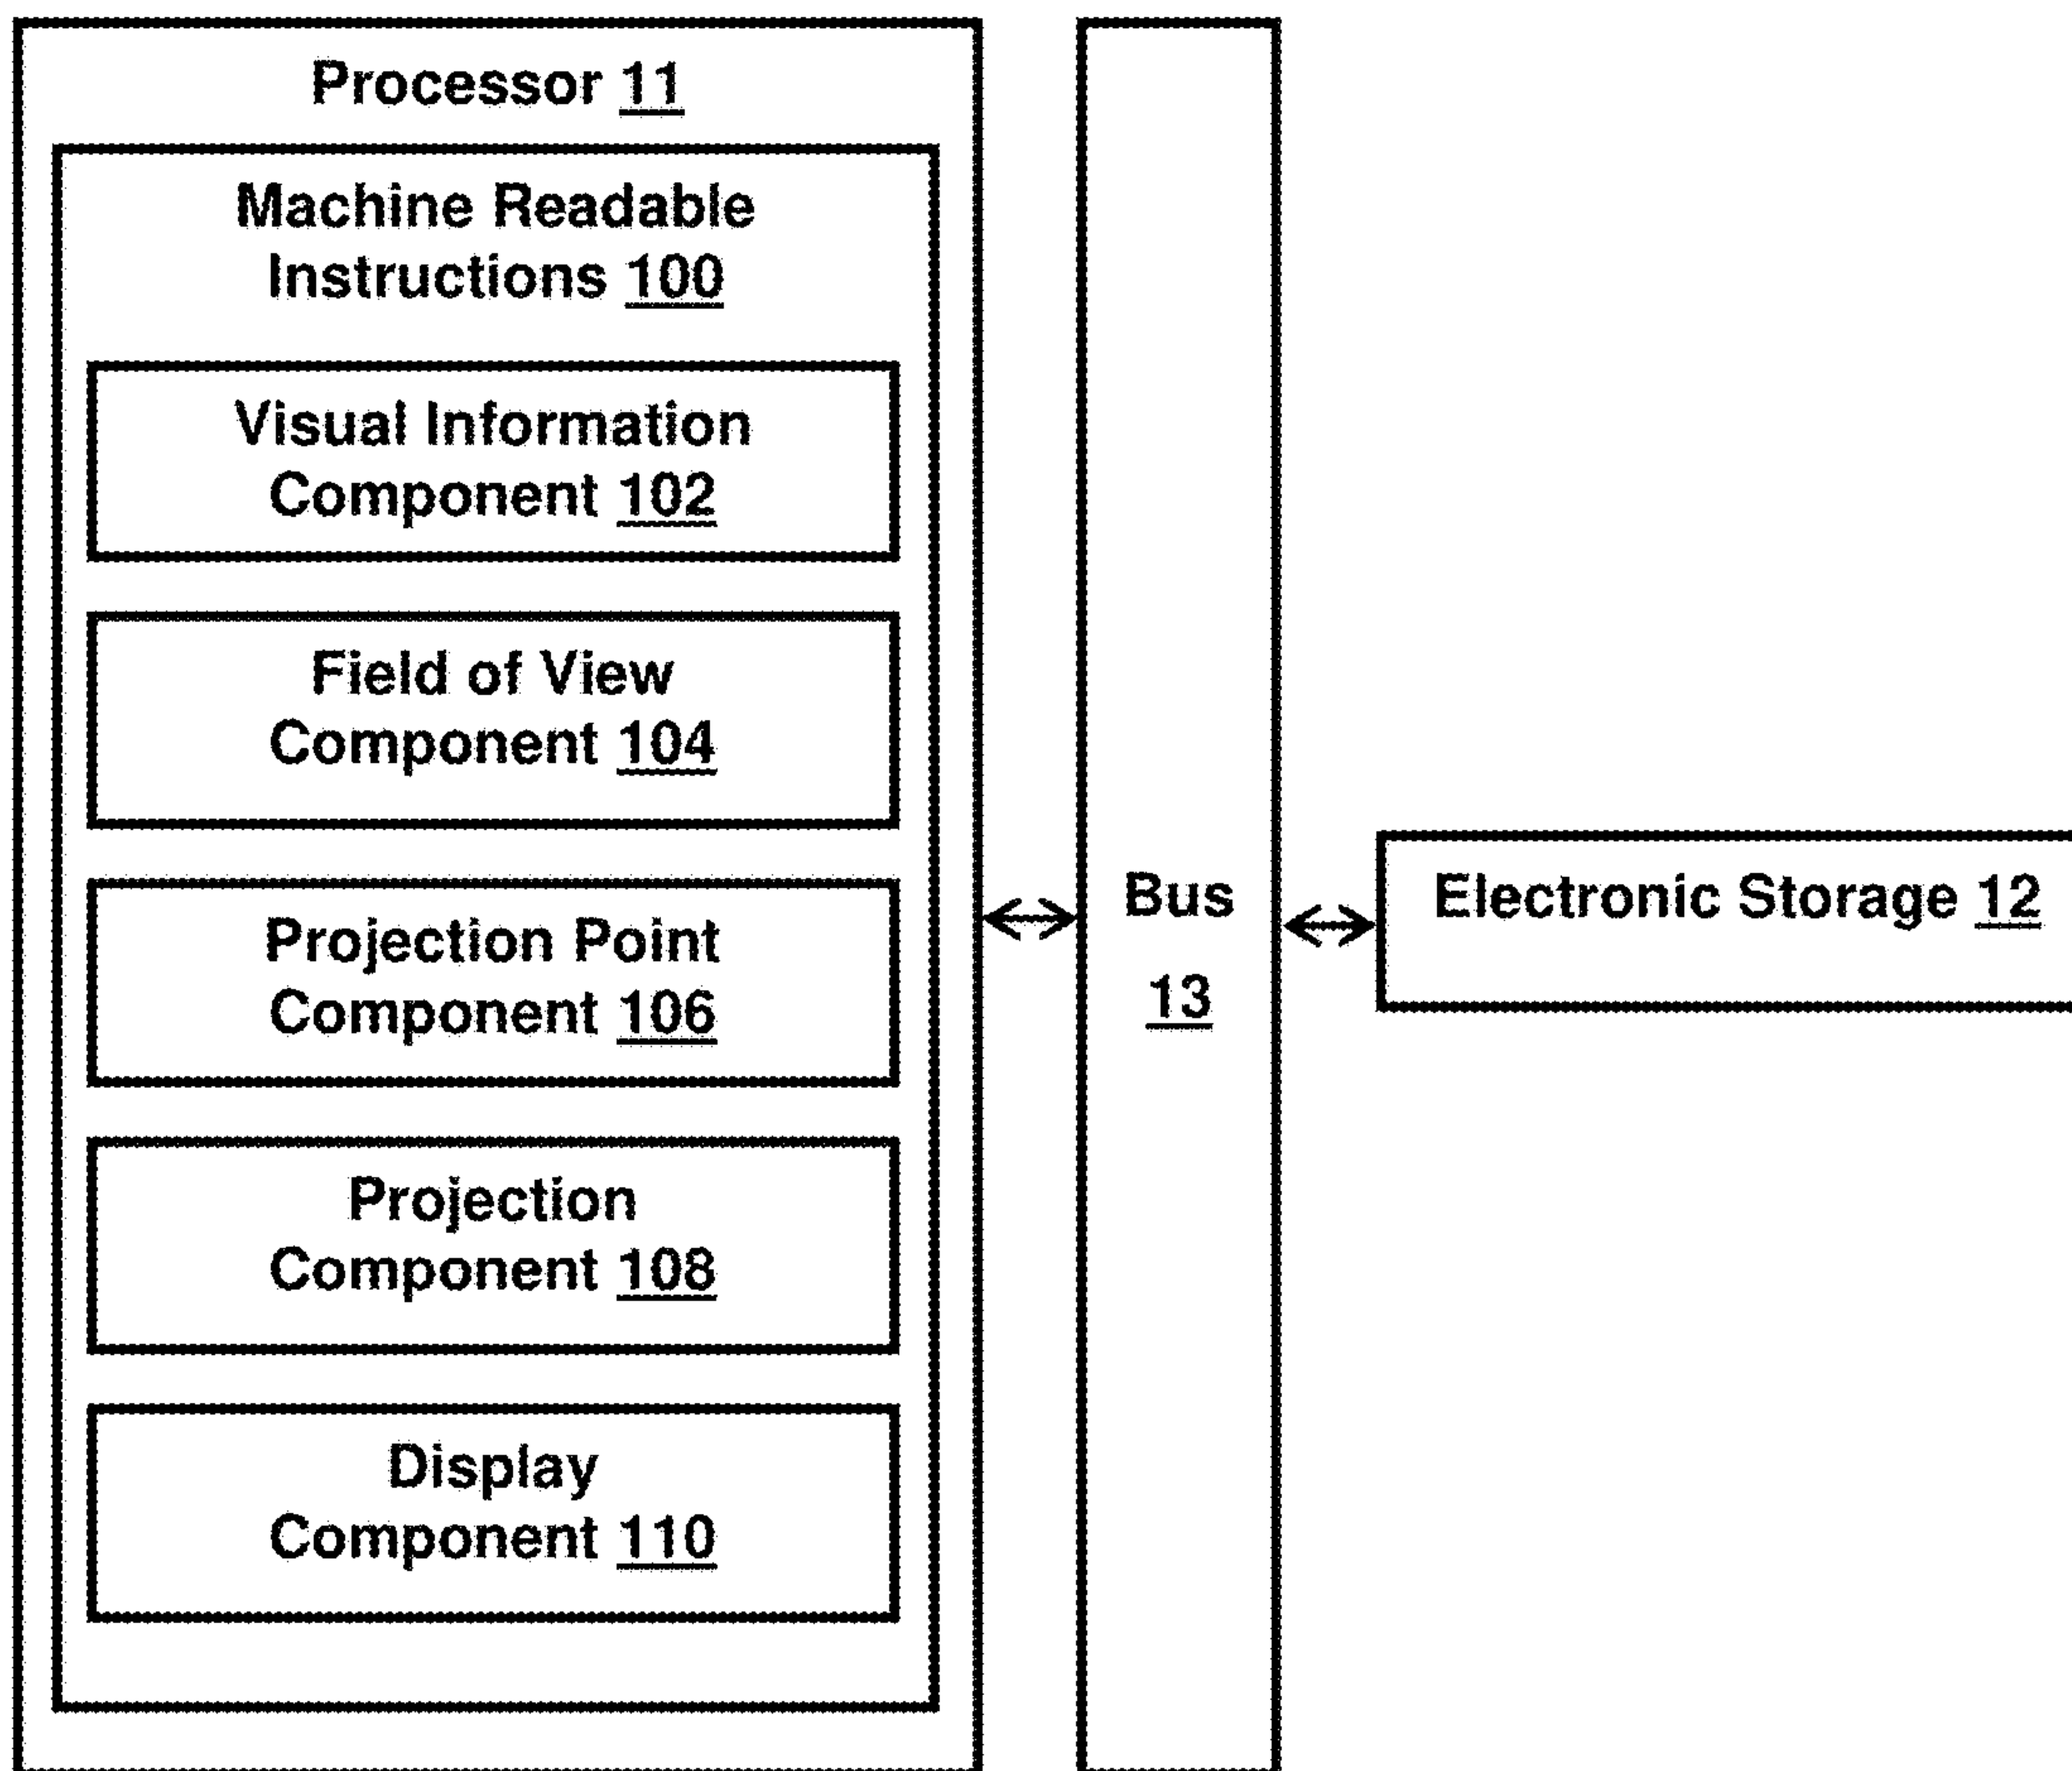 Processor 11
Machine Readable
Instructions 100
Visual Information
Component 102
Field of View
Component 104
Projection Point
Component 106
Projection
Component 108
Display
Component 110
Bus
13
Electronic Storage 12